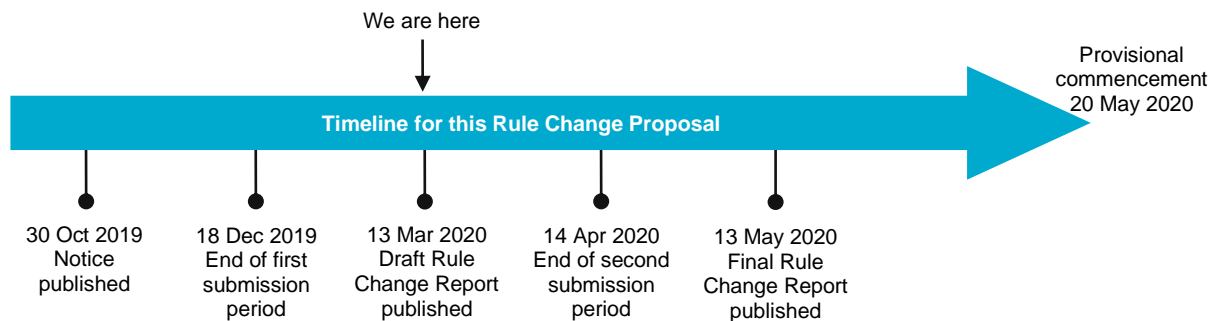 We are here
Provisional
commencement
20 May 2020
Timeline for this Rule Change Proposal
30 Oct 2019
Notice
published
18 Dec 2019
End of first
submission
period
13 Mar 2020
Draft Rule
Change Report
published
14 Apr 2020
End of second
submission
period
13 May 2020
Final Rule
Change Report
published